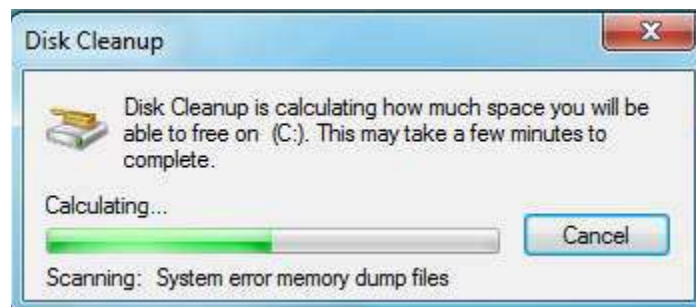 Disk Cleanup
Disk Cleanup is calculating how much space you will be
able to free on  (C:). This may take a few minutes to
complete.
Calculating...
Cancel
Scanning:   System error memory dump files